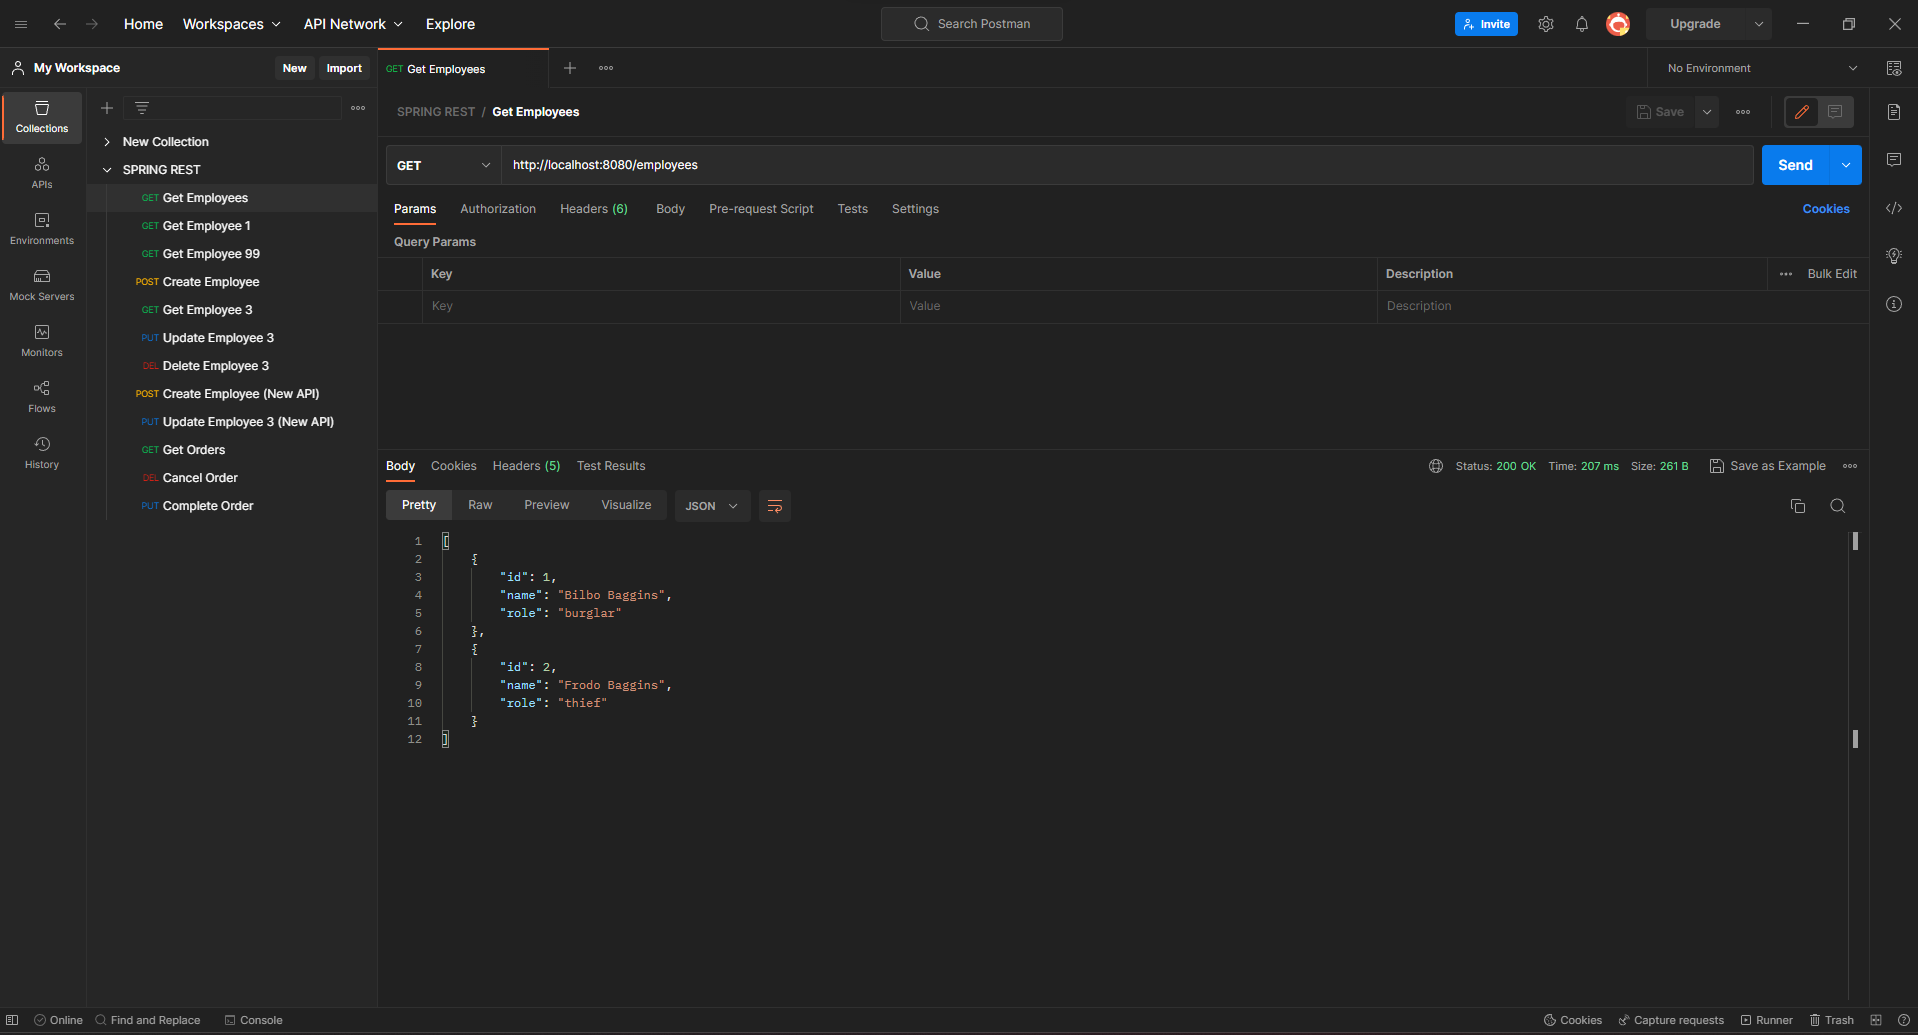 Home Workspaces API Network Explore Search Postman Invite Upgrade
My Workspace New Import GET Get Employees No Environment
SPRING REST / Get Employees Save
Collections
APIs
Environments
Mock Servers
Monitors
Flows
History
New Collection
SPRING REST
GET Get Employees
GET Get Employee 1
GET Get Employee 99
POST Create Employee
GET Get Employee 3
PUT Update Employee 3
DEL Delete Employee 3
POST Create Employee (New API)
PUT Update Employee 3 (New API)
GET Get Orders
DEL Cancel Order
PUT Complete Order
GET http://localhost:8080/employees Send
Params Authorization Headers (6) Body Pre-request Script Tests Settings Cookies
Query Params
Key Value Description Bulk Edit
Key Value Description
Body Cookies Headers (5) Test Results Status: 200 OK Time: 207 ms Size: 261 B Save as Example
Pretty Raw Preview Visualize JSON
1 [
2 {
3 "id": 1,
4 "name": "Bilbo Baggins",
5 "role": "burglar"
6 },
7 {
8 "id": 2,
9 "name": "Frodo Baggins",
10 "role": "thief"
11 }
12 ]
Online Find and Replace Console Cookies Capture requests Runner Trash